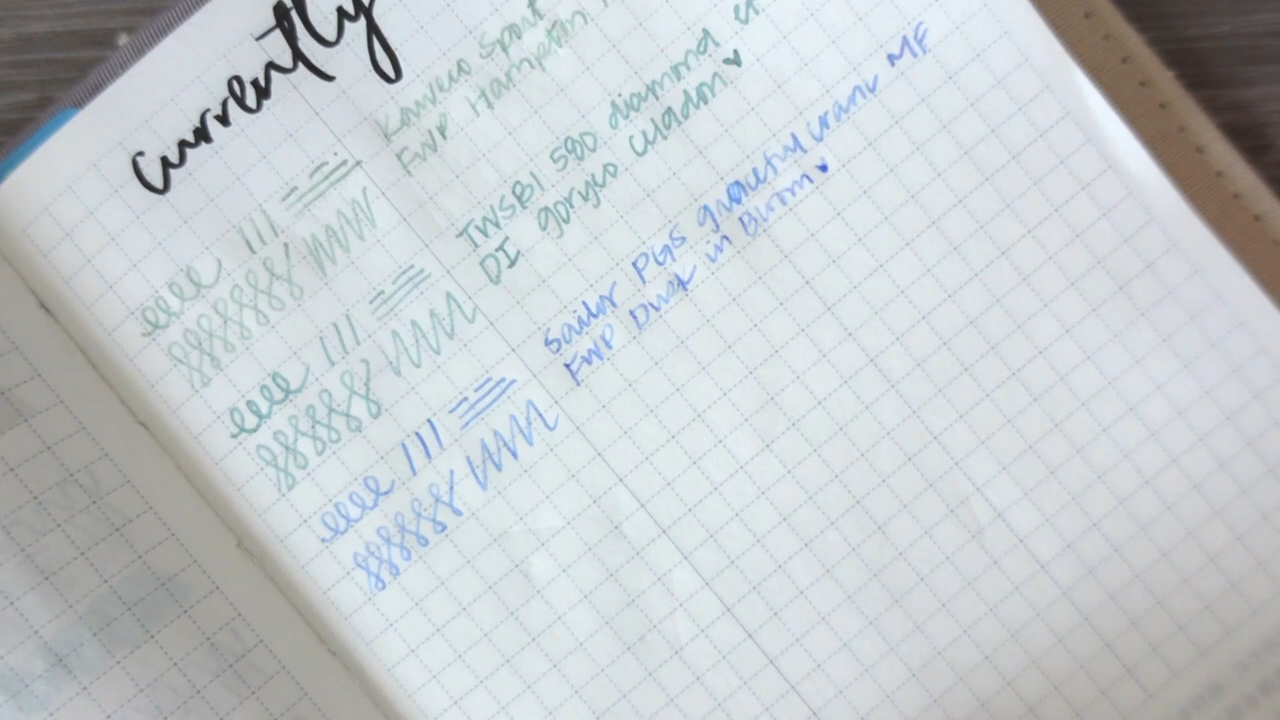 Currently
Kaweco Sport
FWP Hampton
TWSBI 580 diamond
DI goryeo celadon
Sailor PGS graceful crane MF
FWP Dusk in Bloom